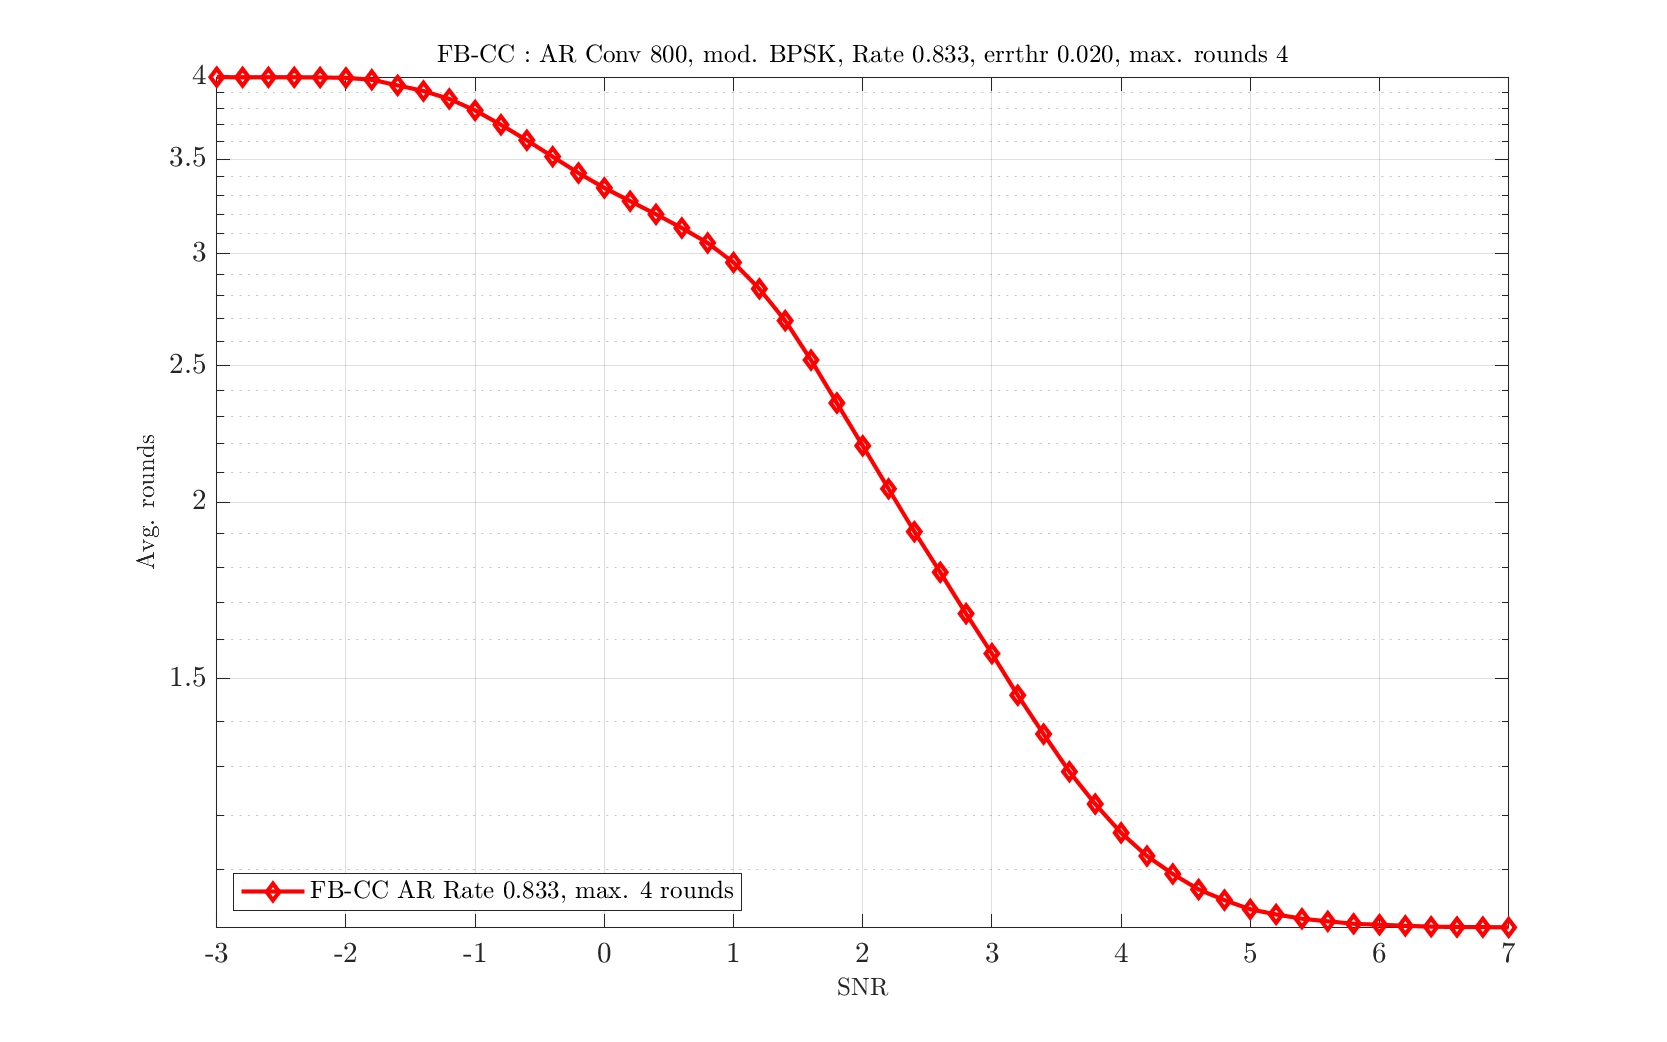 FB-CC : AR Conv 800, mod. BPSK, Rate 0.833, errthr 0.020, max. rounds 4
4
3.5
3
2.5
2
1.5
Avg. rounds
FB-CC AR Rate 0.833, max. 4 rounds
-3 -2 -1 0 1 2 3 4 5 6 7
SNR